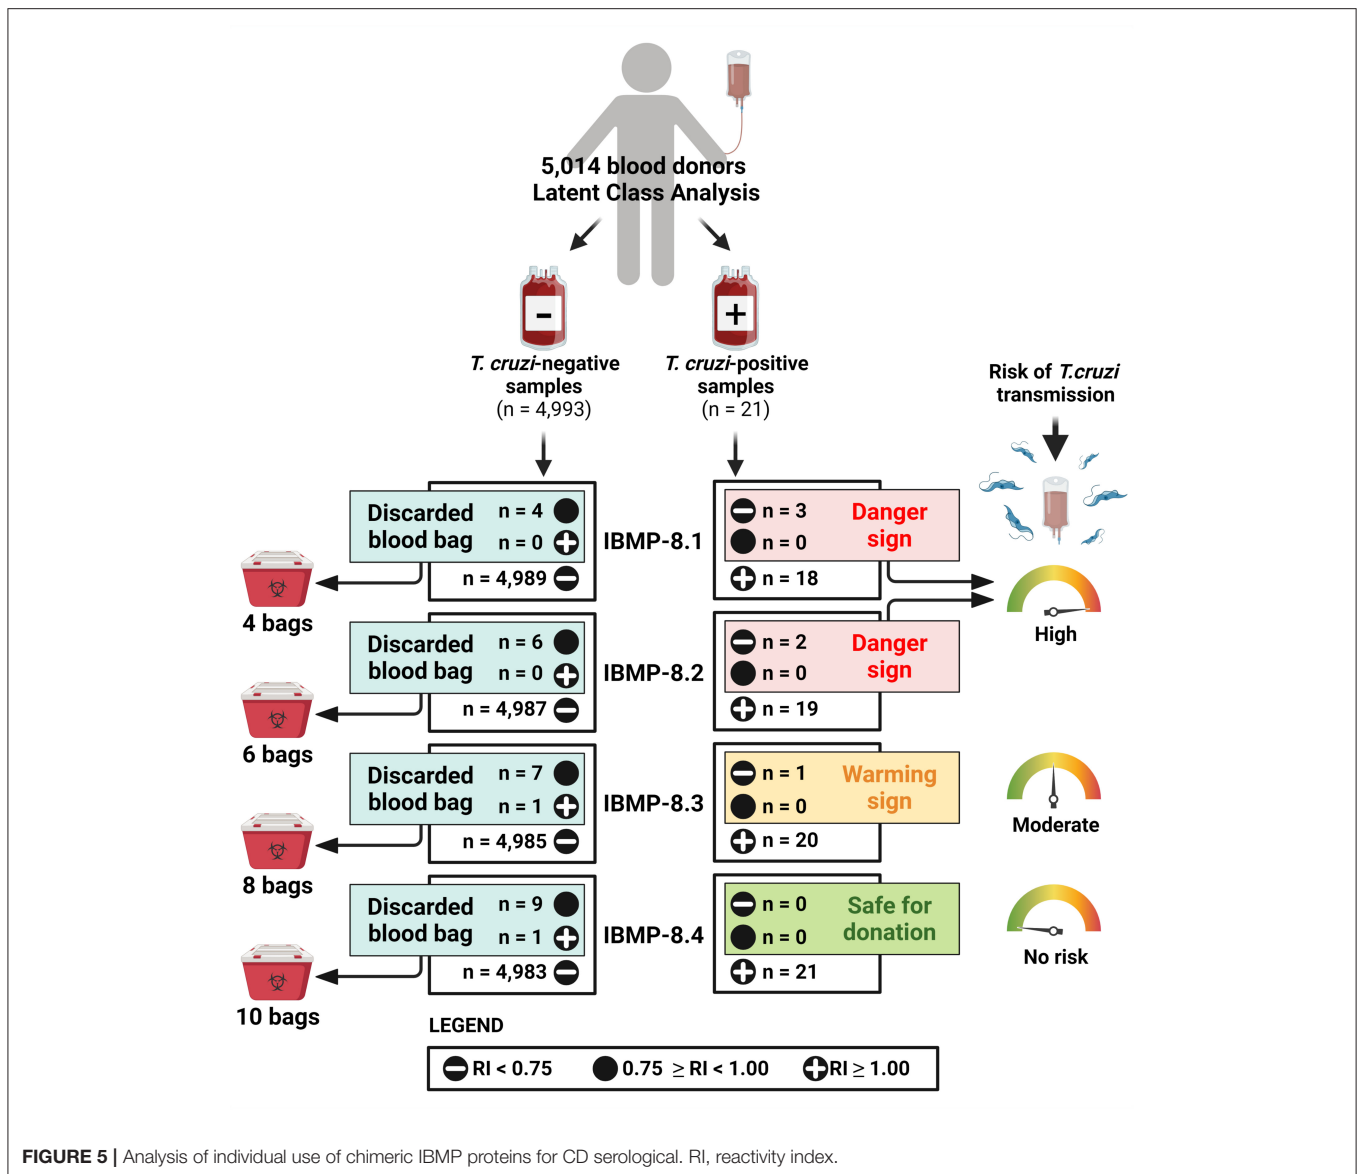 5,014 blood donors
Latent Class Analysis
-
+
T. cruzi-negative
samples
(n = 4,993)
T. cruzi-positive
samples
(n = 21)
Risk of T.cruzi
transmission
Discarded
blood bag
n = 4
n = 0
n = 4,989
IBMP-8.1
n = 3
n = 0
n = 18
Danger
sign
4 bags
High
Discarded
blood bag
n = 6
n = 0
n = 4,987
IBMP-8.2
n = 2
n = 0
n = 19
Danger
sign
6 bags
Discarded
blood bag
n = 7
n = 1
n = 4,985
IBMP-8.3
n = 1
n = 0
n = 20
Warming
sign
8 bags
Moderate
Discarded
blood bag
n = 9
n = 1
n = 4,983
IBMP-8.4
n = 0
n = 0
n = 21
Safe for
donation
10 bags
No risk
LEGEND
RI < 0.75
0.75 ≥ RI < 1.00
RI ≥ 1.00
FIGURE 5 | Analysis of individual use of chimeric IBMP proteins for CD serological. RI, reactivity index.